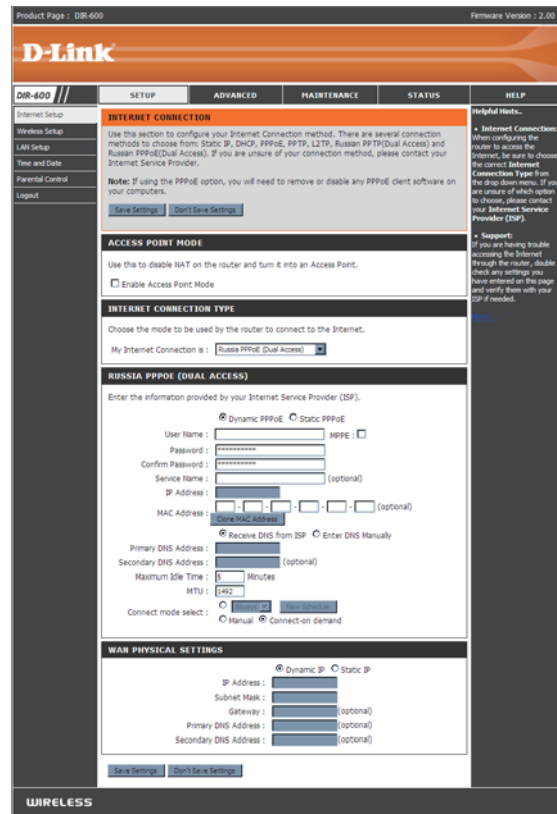 Product Page : DIR-600
Firmware Version : 2.00
D-Link
DIR-600
SETUP
ADVANCED
MAINTENANCE
STATUS
HELP
Internet Setup
Wireless Setup
LAN Setup
Time and Date
Parental Control
Logout
INTERNET CONNECTION
Use this section to configure your Internet Connection method. There are several connection
methods to choose from: Static IP, DHCP, PPPoE, PPTP, L2TP, Russian PPTP(Dual Access) and
Russian PPPoE(Dual Access). If you are unsure of your connection method, please contact your
Internet Service Provider.
Note: If using the PPPoE option, you will need to remove or disable any PPPoE client software on
your computers.
Save Settings
Don't Save Settings
ACCESS POINT MODE
Use this to disable NAT on the router and turn it into an Access Point.
Enable Access Point Mode
INTERNET CONNECTION TYPE
Choose the mode to be used by the router to connect to the Internet.
My Internet Connection is : Russia PPPoE (Dual Access)
RUSSIA PPPOE (DUAL ACCESS)
Enter the information provided by your Internet Service Provider (ISP).
Dynamic PPPoE Static PPPoE
User Name : MPPE :
Password : **********
Confirm Password : **********
Service Name : (optional)
IP Address :
MAC Address : - - - - - (optional)
Clone MAC Address
Receive DNS from ISP Enter DNS Manually
Primary DNS Address :
Secondary DNS Address : (optional)
Maximum Idle Time : 5 Minutes
MTU : 1492
Connect mode select : Always New Schedule
Manual Connect-on demand
WAN PHYSICAL SETTINGS
Dynamic IP Static IP
IP Address :
Subnet Mask :
Gateway : (optional)
Primary DNS Address : (optional)
Secondary DNS Address : (optional)
Save Settings
Don't Save Settings
Helpful Hints..
• Internet Connection:
When configuring the
router to access the
Internet, be sure to choose
the correct Internet
Connection Type from
the drop down menu. If you
are unsure of which option
to choose, please contact
your Internet Service
Provider (ISP).
• Support:
If you are having trouble
accessing the Internet
through the router, double
check any settings you
have entered on this page
and verify them with your
ISP if needed.
WIRELESS